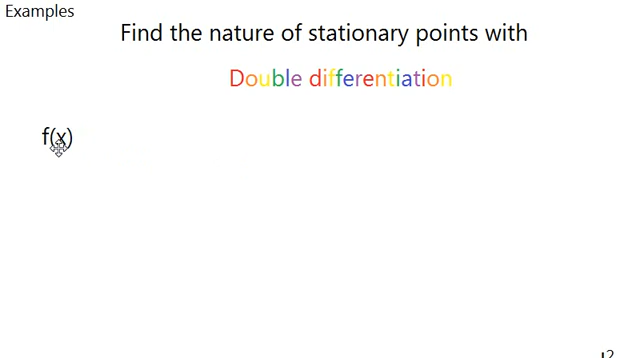 Examples
Find the nature of stationary points with
Double differentiation
f(x)